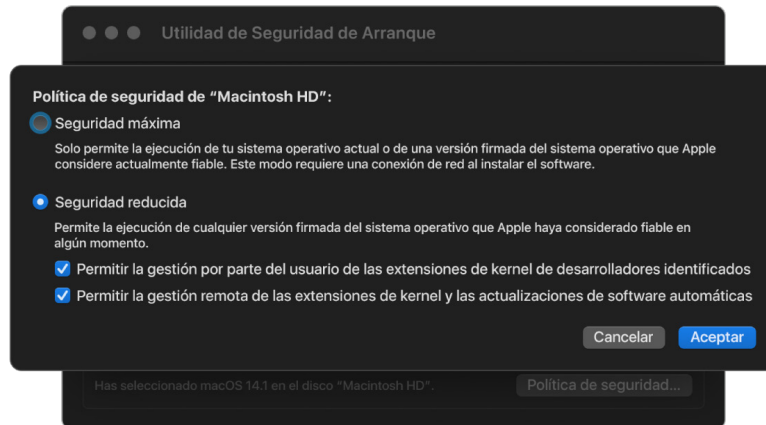 Utilidad de Seguridad de Arranque
Política de seguridad de “Macintosh HD”:
Seguridad máxima
Solo permite la ejecución de tu sistema operativo actual o de una versión firmada del sistema operativo que Apple
considere actualmente fiable. Este modo requiere una conexión de red al instalar el software.
Seguridad reducida
Permite la ejecución de cualquier versión firmada del sistema operativo que Apple haya considerado fiable en
algún momento.
Permitir la gestión por parte del usuario de las extensiones de kernel de desarrolladores identificados
Permitir la gestión remota de las extensiones de kernel y las actualizaciones de software automáticas
Cancelar Aceptar
Has seleccionado macOS 14.1 en el disco “Macintosh HD”. Política de seguridad...